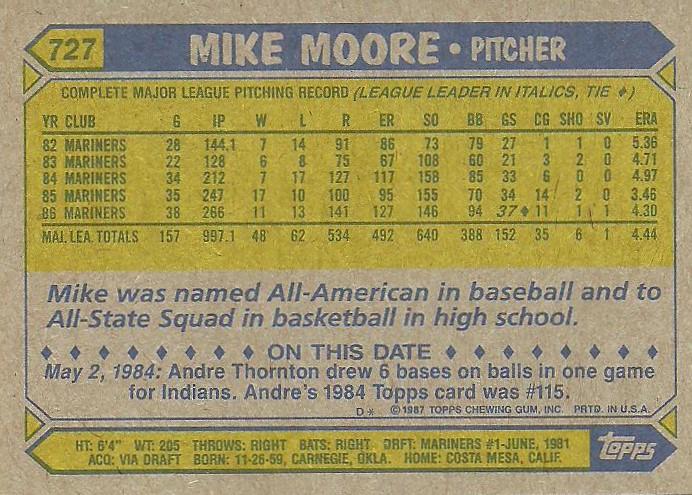 727 MIKE MOORE • PITCHER
COMPLETE MAJOR LEAGUE PITCHING RECORD (LEAGUE LEADER IN ITALICS, TIE ♦)
YR CLUB G IP W L R ER SO BB GS CG SHO SV ERA
82 MARINERS 28 144.1 7 14 91 86 73 79 27 1 1 0 5.36
83 MARINERS 22 128 6 8 75 67 108 60 21 3 2 0 4.71
84 MARINERS 34 212 7 17 127 117 158 85 33 6 0 0 4.97
85 MARINERS 35 247 17 10 100 95 155 70 34 14 2 0 3.46
86 MARINERS 38 266 11 13 141 127 146 94 37♦ 11 1 1 4.30
MAJ. LEA. TOTALS 157 997.1 48 62 534 492 640 388 152 35 6 1 4.44
Mike was named All-American in baseball and to
All-State Squad in basketball in high school.
♦ ♦ ♦ ♦ ♦ ♦ ♦ ON THIS DATE ♦ ♦ ♦ ♦ ♦ ♦ ♦
May 2, 1984: Andre Thornton drew 6 bases on balls in one game
for Indians. Andre's 1984 Topps card was #115.
D* ©1987 TOPPS CHEWING GUM, INC. PRTD. IN U.S.A.
HT: 6'4" WT: 205 THROWS: RIGHT BATS: RIGHT DRFT: MARINERS #1-JUNE, 1981
ACQ: VIA DRAFT BORN: 11-26-59, CARNEGIE, OKLA. HOME: COSTA MESA, CALIF.
topps